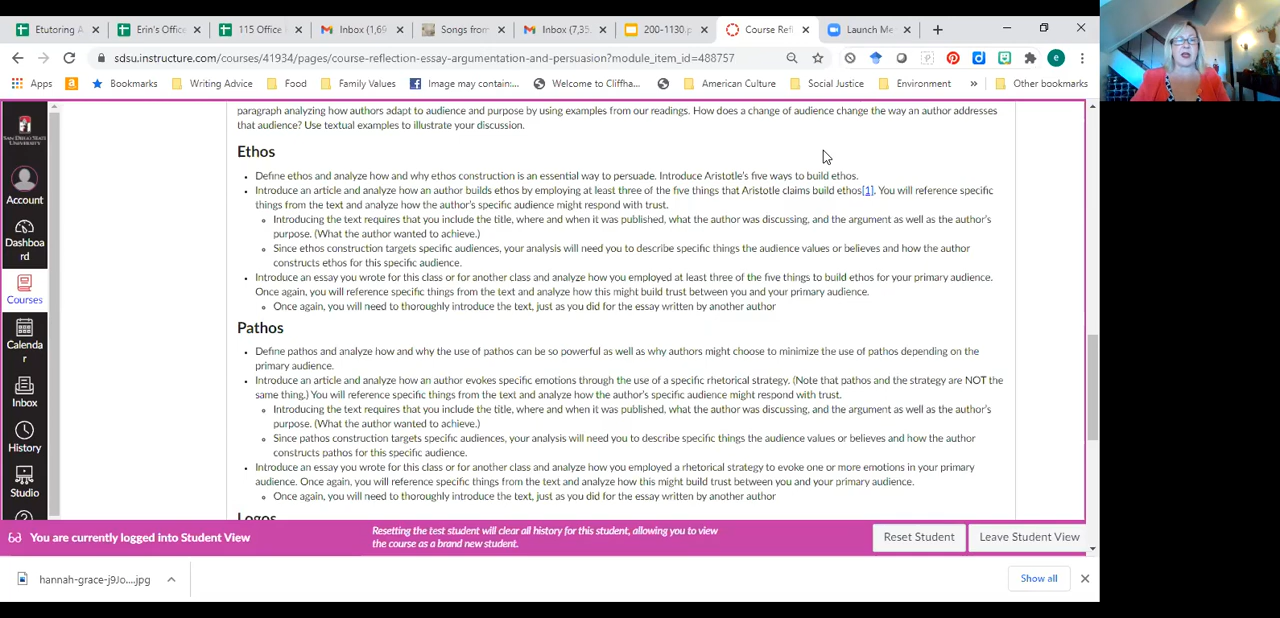 Etutoring A
Erin's Office
115 Office
Inbox (1,69
Songs from
Inbox (7,35
200-1130.p
Course Refl
Launch Me
sdsu.instructure.com/courses/41934/pages/course-reflection-essay-argumentation-and-persuasion?module_item_id=488757
e
Apps
Bookmarks
Writing Advice
Food
Family Values
Image may contain:...
Welcome to Cliffha...
American Culture
Social Justice
Environment
»
Other bookmarks
SAN DIEGO STATE UNIVERSITY
Account
Dashboa
rd
Courses
Calenda
r
Inbox
History
Studio
paragraph analyzing how authors adapt to audience and purpose by using examples from our readings. How does a change of audience change the way an author addresses
that audience? Use textual examples to illustrate your discussion.
Ethos
Define ethos and analyze how and why ethos construction is an essential way to persuade. Introduce Aristotle's five ways to build ethos.
Introduce an article and analyze how an author builds ethos by employing at least three of the five things that Aristotle claims build ethos[1]. You will reference specific
things from the text and analyze how the author's specific audience might respond with trust.
Introducing the text requires that you include the title, where and when it was published, what the author was discussing, and the argument as well as the author's
purpose. (What the author wanted to achieve.)
Since ethos construction targets specific audiences, your analysis will need you to describe specific things the audience values or believes and how the author
constructs ethos for this specific audience.
Introduce an essay you wrote for this class or for another class and analyze how you employed at least three of the five things to build ethos for your primary audience.
Once again, you will reference specific things from the text and analyze how this might build trust between you and your primary audience.
Once again, you will need to thoroughly introduce the text, just as you did for the essay written by another author
Pathos
Define pathos and analyze how and why the use of pathos can be so powerful as well as why authors might choose to minimize the use of pathos depending on the
primary audience.
Introduce an article and analyze how an author evokes specific emotions through the use of a specific rhetorical strategy. (Note that pathos and the strategy are NOT the
same thing.) You will reference specific things from the text and analyze how the author's specific audience might respond with trust.
Introducing the text requires that you include the title, where and when it was published, what the author was discussing, and the argument as well as the author's
purpose. (What the author wanted to achieve.)
Since pathos construction targets specific audiences, your analysis will need you to describe specific things the audience values or believes and how the author
constructs pathos for this specific audience.
Introduce an essay you wrote for this class or for another class and analyze how you employed a rhetorical strategy to evoke one or more emotions in your primary
audience. Once again, you will reference specific things from the text and analyze how this might build trust between you and your primary audience.
Once again, you will need to thoroughly introduce the text, just as you did for the essay written by another author
Logos
You are currently logged into Student View
Resetting the test student will clear all history for this student, allowing you to view
the course as a brand new student.
Reset Student
Leave Student View
hannah-grace-j9Jo....jpg
Show all